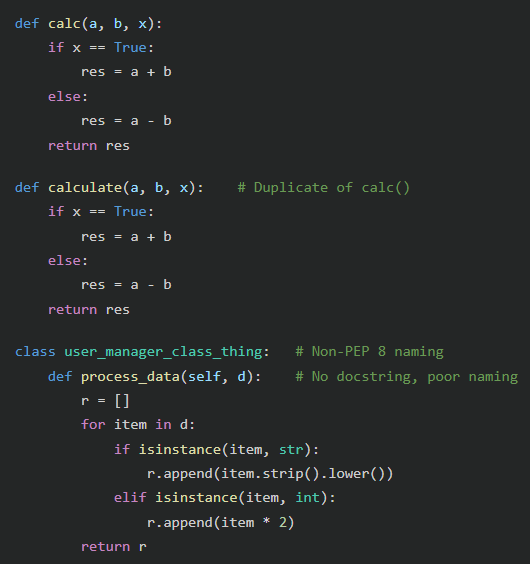 def calc(a, b, x):
    if x == True:
        res = a + b
    else:
        res = a - b
    return res

def calculate(a, b, x):    # Duplicate of calc()
    if x == True:
        res = a + b
    else:
        res = a - b
    return res

class user_manager_class_thing:   # Non-PEP 8 naming
    def process_data(self, d):    # No docstring, poor naming
        r = []
        for item in d:
            if isinstance(item, str):
                r.append(item.strip().lower())
            elif isinstance(item, int):
                r.append(item * 2)
        return r